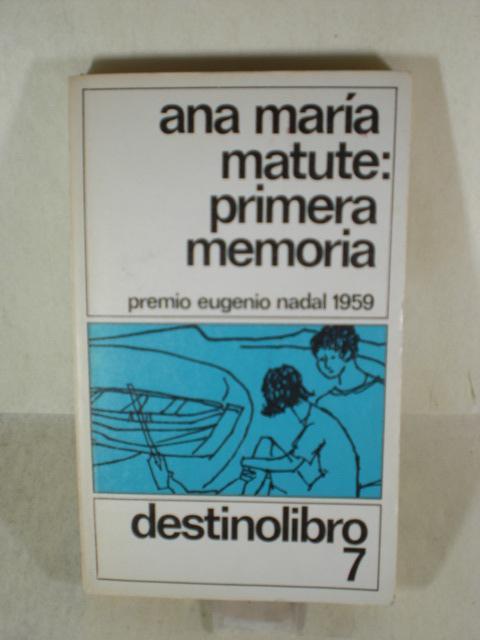 ana maría
matute:
primera
memoria
premio eugenio nadal 1959
destinolibro
7